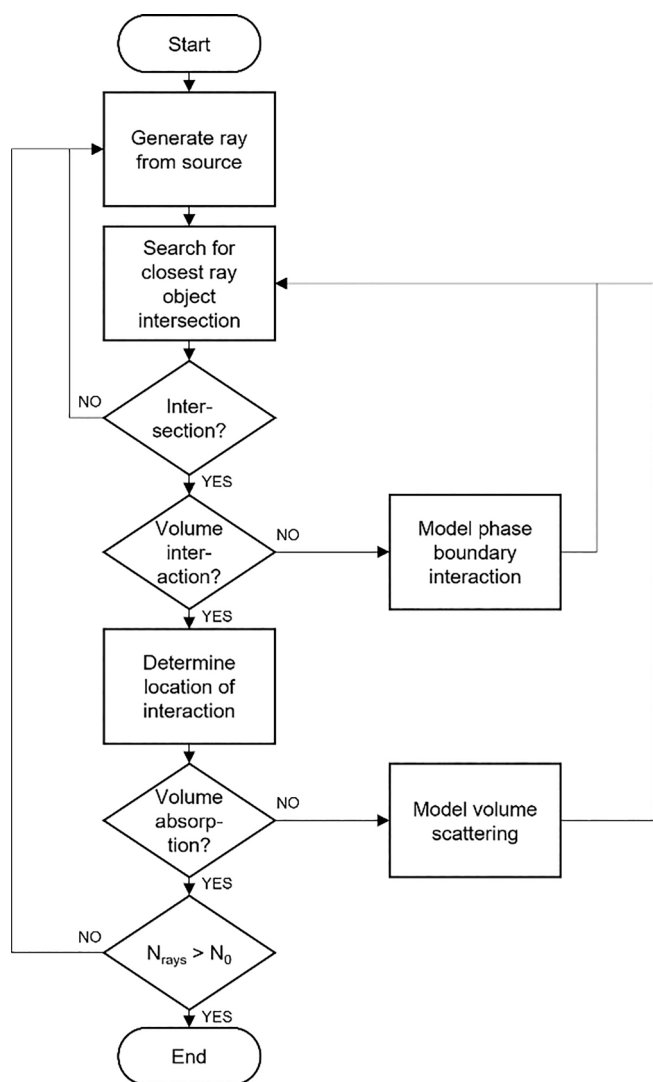 Start
Generate ray
from source
Search for
closest ray
object
intersection
NO
Inter-
section?
YES
Volume
inter-
action?
NO
Model phase
boundary
interaction
YES
Determine
location of
interaction
Volume
absorp-
tion?
NO
Model volume
scattering
YES
NO
Nrays > N0
YES
End